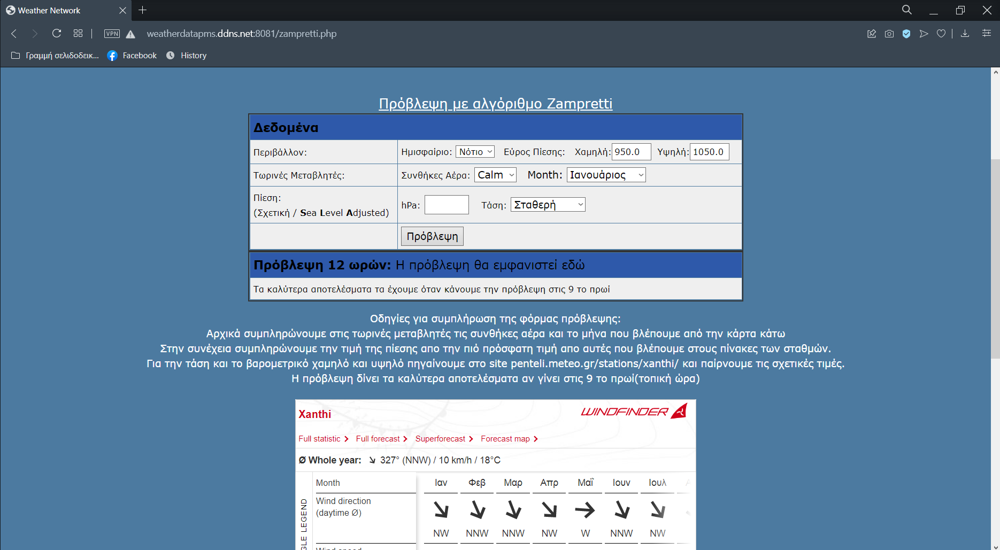 Weather Network
VPN weatherdatapms.ddns.net:8081/zampretti.php
Γραμμή σελιδοδεικ... Facebook History
Πρόβλεψη με αλγόριθμο Zampretti
Δεδομένα
Περιβάλλον: Ημισφαίριο: Νότιο Εύρος Πίεσης: Χαμηλή: 950.0 Υψηλή: 1050.0
Τωρινές Μεταβλητές: Συνθήκες Αέρα: Calm Month: Ιανουάριος
Πίεση:
(Σχετική / Sea Level Adjusted) hPa: Τάση: Σταθερή
Πρόβλεψη
Πρόβλεψη 12 ωρών: Η πρόβλεψη θα εμφανιστεί εδώ
Τα καλύτερα αποτελέσματα τα έχουμε όταν κάνουμε την πρόβλεψη στις 9 το πρωί
Οδηγίες για συμπλήρωση της φόρμας πρόβλεψης:
Αρχικά συμπληρώνουμε στις τωρινές μεταβλητές τις συνθήκες αέρα και το μήνα που βλέπουμε από την κάρτα κάτω
Στην συνέχεια συμπληρώνουμε την τιμή της πίεσης απο την πιό πρόσφατη τιμή απο αυτές που βλέπουμε στους πίνακες των σταθμών.
Για την τάση και το βαρομετρικό χαμηλό και υψηλό πηγαίνουμε στο site penteli.meteo.gr/stations/xanthi/ και παίρνουμε τις σχετικές τιμές.
Η πρόβλεψη δίνει τα καλύτερα αποτελέσματα αν γίνει στις 9 το πρωί(τοπική ώρα)
Xanthi WINDFINDER
Full statistic Full forecast Superforecast Forecast map
Ø Whole year: 327° (NNW) / 10 km/h / 18°C
Month Ιαν Φεβ Μαρ Απρ Μαΐ Ιουν Ιουλ
Wind direction
(daytime Ø)
NW NNW NNW NW W NNW NW
LEGEND